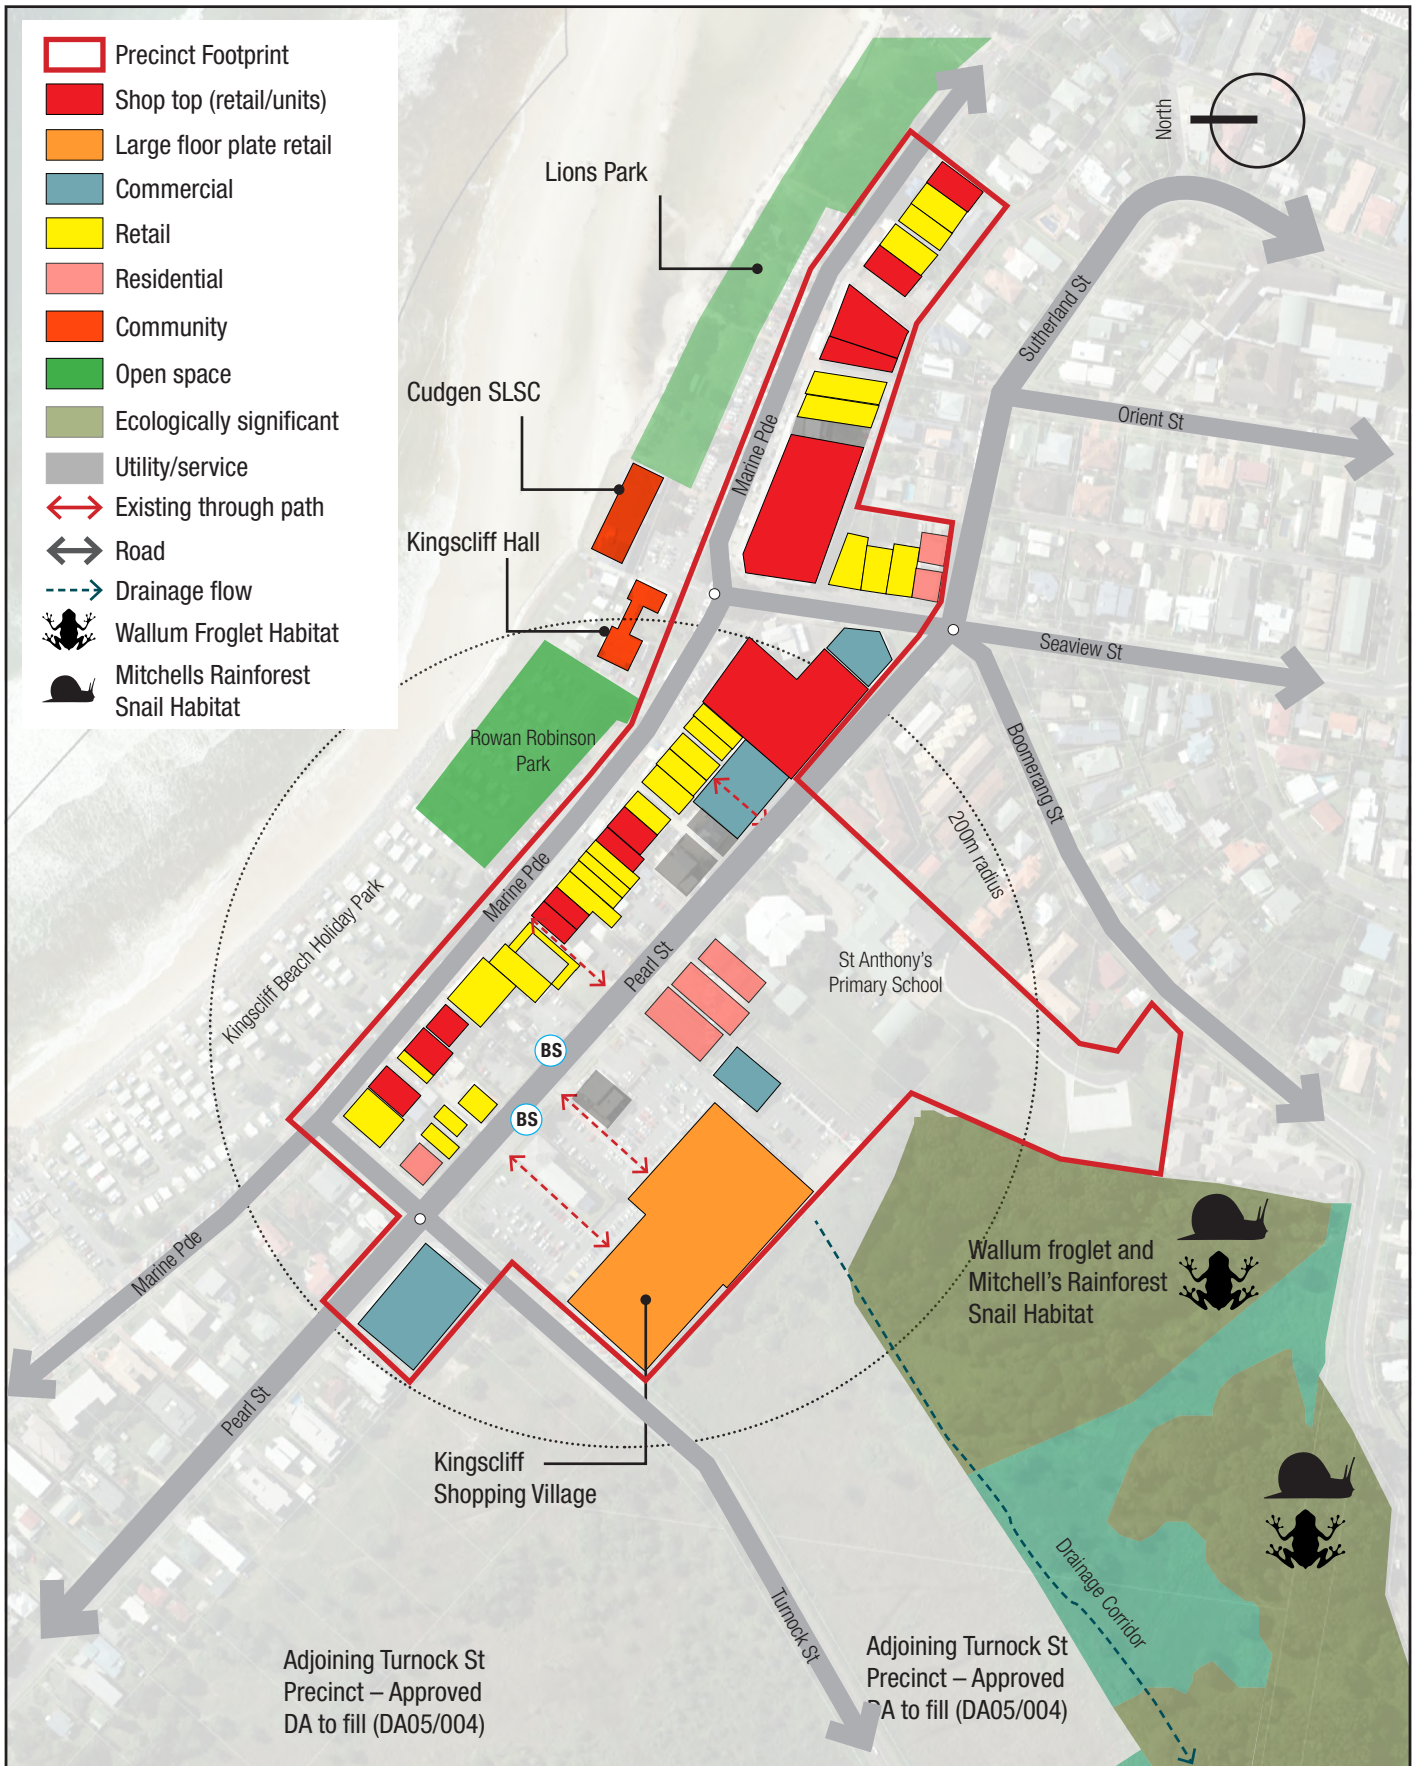 Precinct Footprint
Shop top (retail/units)
Large floor plate retail
Commercial
Retail
Residential
Community
Open space
Ecologically significant
Utility/service
Existing through path
Road
Drainage flow
Wallum Froglet Habitat
Mitchells Rainforest
Snail Habitat
North
Lions Park
Cudgen SLSC
Kingscliff Hall
Sutherland St
Orient St
Marine Pde
Seaview St
Boomerang St
Rowan Robinson
Park
200m radius
Marine Pde
Kingscliff Beach Holiday Park
Pearl St
St Anthony's
Primary School
BS
BS
Marine Pde
Wallum froglet and
Mitchell's Rainforest
Snail Habitat
Pearl St
Kingscliff
Shopping Village
Drainage Corridor
Turnock St
Adjoining Turnock St
Precinct – Approved
DA to fill (DA05/004)
Adjoining Turnock St
Precinct – Approved
DA to fill (DA05/004)